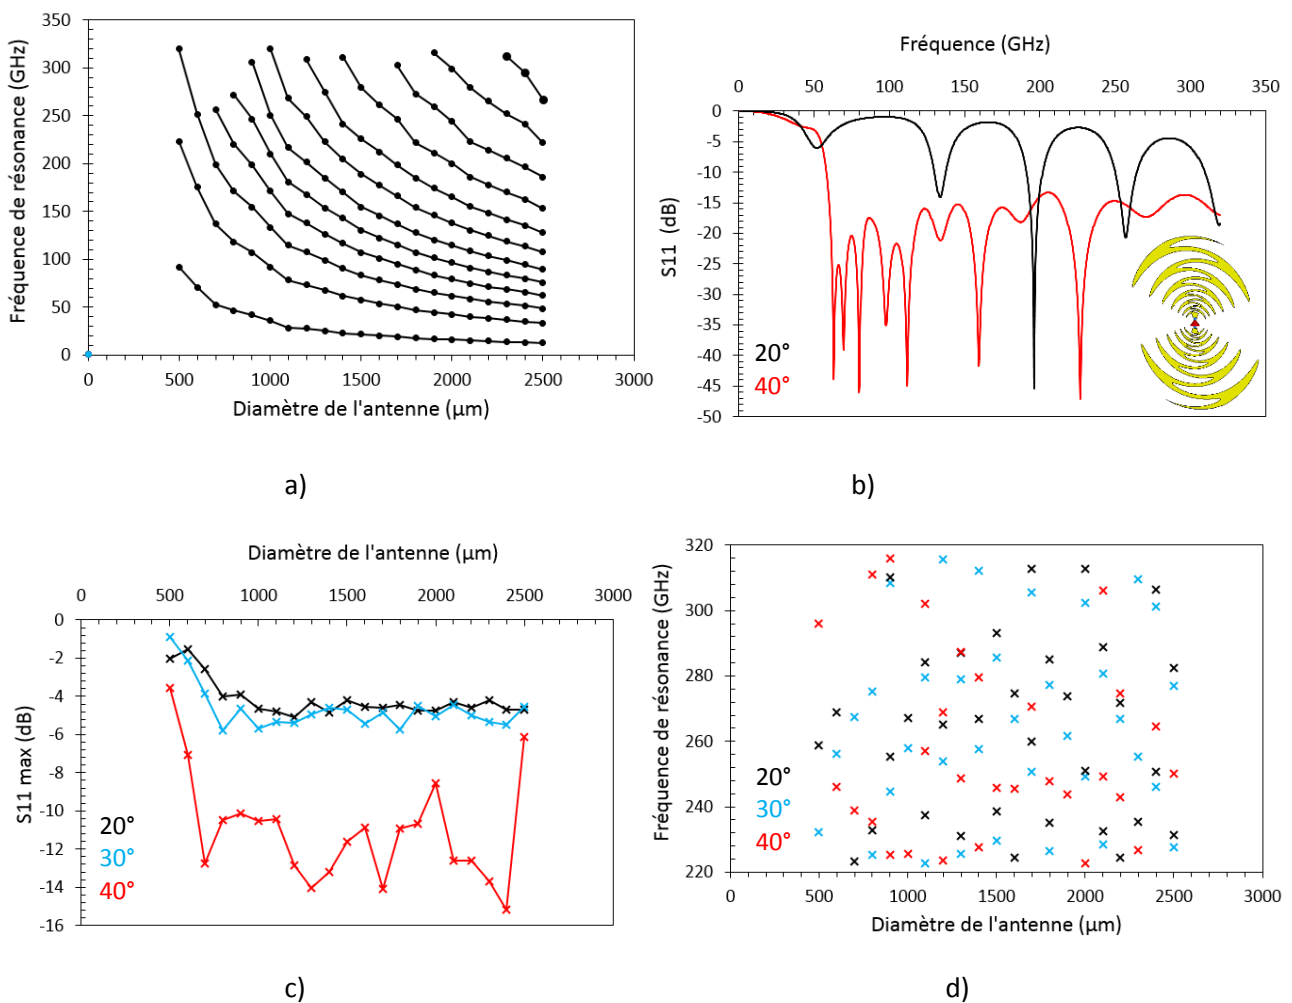 Fréquence de résonance (GHz)
350
300
250
200
150
100
50
0
0 500 1000 1500 2000 2500 3000
Diamètre de l'antenne (µm)
a)
Fréquence (GHz)
0 50 100 150 200 250 300 350
S11 (dB)
0
-5
-10
-15
-20
-25
-30
-35
-40
-45
-50
20°
40°
b)
Diamètre de l'antenne (µm)
0 500 1000 1500 2000 2500 3000
S11 max (dB)
0
-2
-4
-6
-8
-10
-12
-14
-16
20°
30°
40°
c)
Fréquence de résonance (GHz)
320
300
280
260
240
220
20°
30°
40°
0 500 1000 1500 2000 2500 3000
Diamètre de l'antenne (µm)
d)